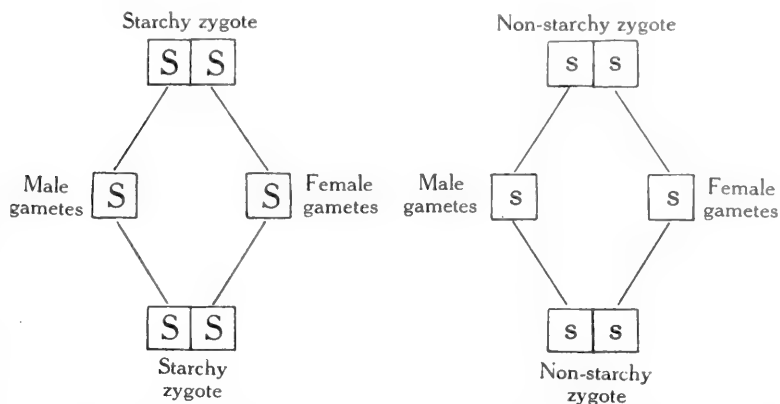 Starchy zygote
S S
Male
gametes
S
S
Female
gametes
S S
Starchy
zygote
Non-starchy zygote
s s
Male
gametes
s
s
Female
gametes
s s
Non-starchy
zygote